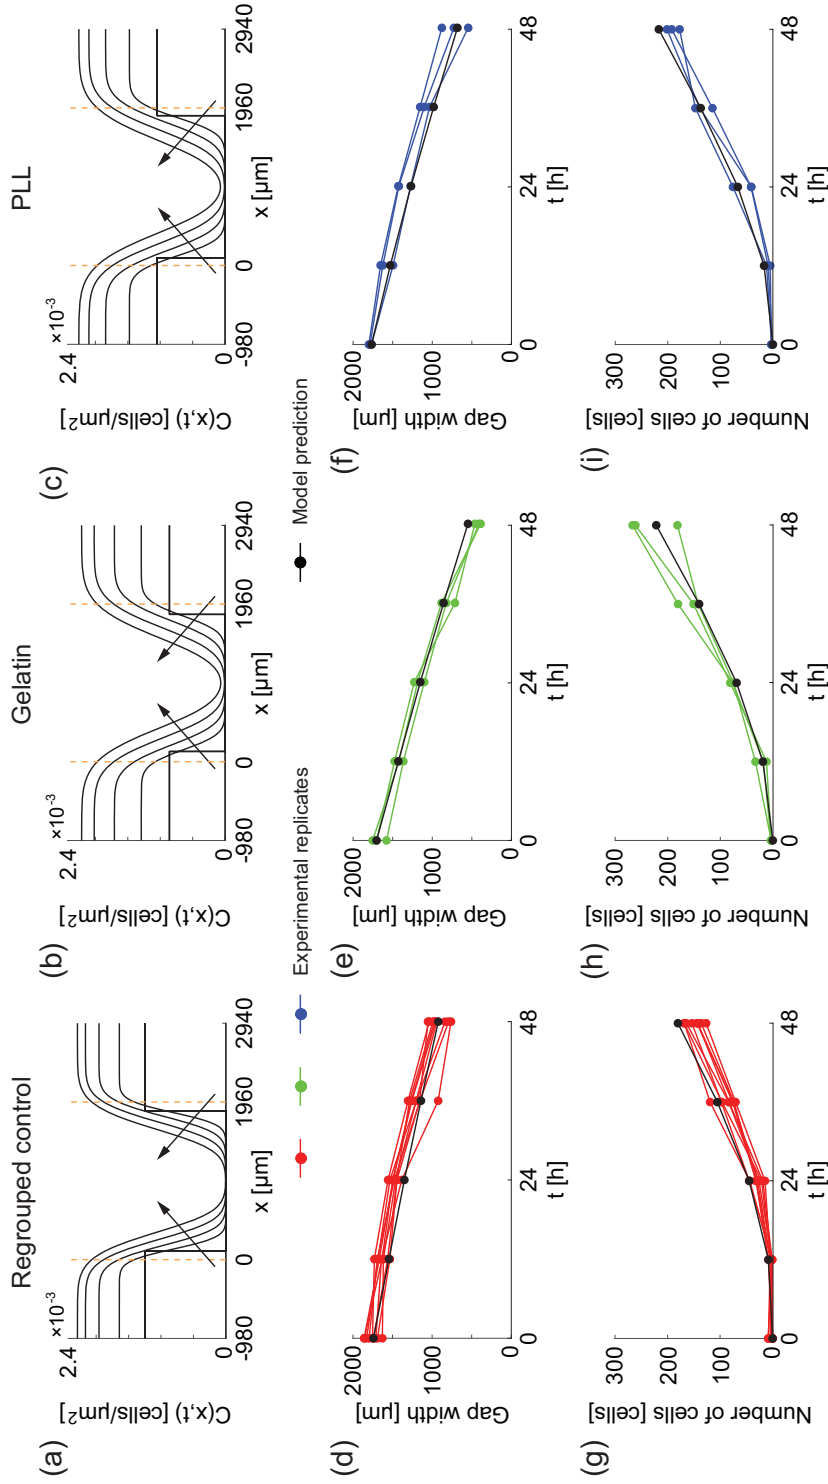 Regrouped control
Gelatin
PLL
(a)
×10⁻³
2.4
0
C(x,t) [cells/µm²]
-980
0
1960
2940
x [µm]
(b)
×10⁻³
2.4
0
C(x,t) [cells/µm²]
-980
0
1960
2940
x [µm]
(c)
×10⁻³
2.4
0
C(x,t) [cells/µm²]
-980
0
1960
2940
x [µm]
Experimental replicates
Model prediction
(d)
2000
1000
0
Gap width [µm]
0
24
48
t [h]
(e)
2000
1000
0
Gap width [µm]
0
24
48
t [h]
(f)
2000
1000
0
Gap width [µm]
0
24
48
t [h]
(g)
300
200
100
0
Number of cells [cells]
0
24
48
t [h]
(h)
300
200
100
0
Number of cells [cells]
0
24
48
t [h]
(i)
300
200
100
0
Number of cells [cells]
0
24
48
t [h]